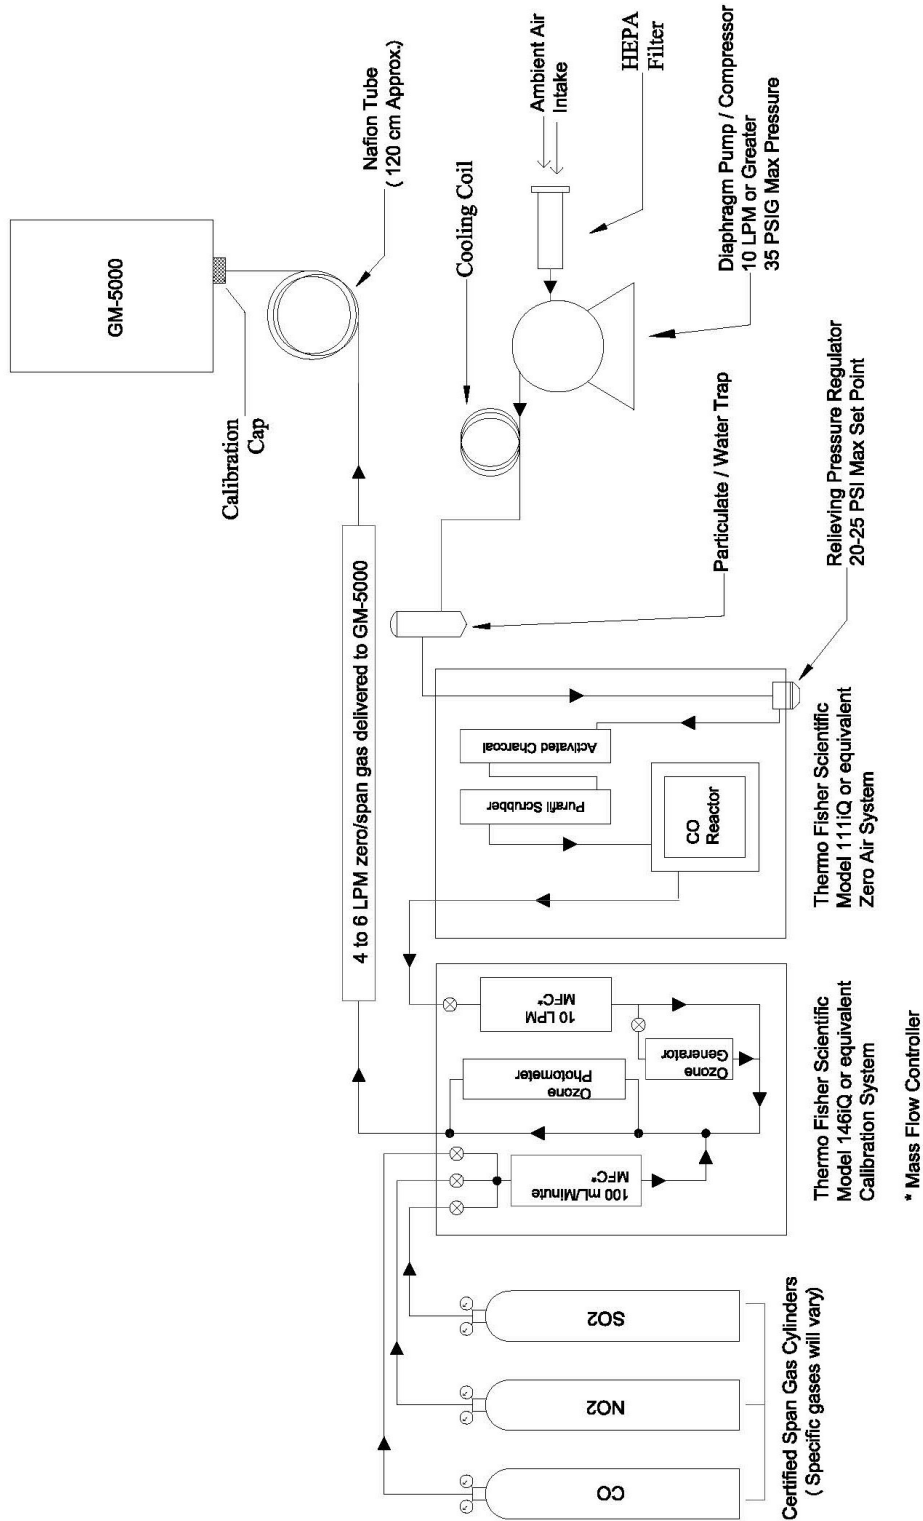 GM-5000
Nafion Tube
( 120 cm Approx.)
Calibration
Cap
4 to 6 LPM zero/span gas delivered to GM-5000
Cooling Coil
Ambient Air
Intake
HEPA
Filter
Diaphragm Pump / Compressor
10 LPM or Greater
35 PSIG Max Pressure
Particulate / Water Trap
Relieving Pressure Regulator
20-25 PSI Max Set Point
Activated Charcoal
Purafil Scrubber
CO
Reactor
Thermo Fisher Scientific
Model 111iQ or equivalent
Zero Air System
10 LPM
MFC*
Ozone
Photometer
Ozone
Generator
100 mL/Minute
MFC*
Thermo Fisher Scientific
Model 146iQ or equivalent
Calibration System
* Mass Flow Controller
CO
NO2
SO2
Certified Span Gas Cylinders
( Specific gases will vary)